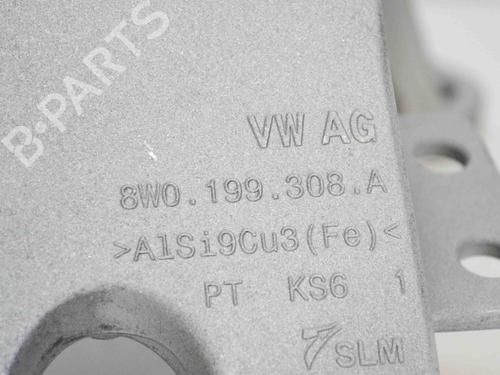 B-PARTS
VW AG
8W0.199.308.A
>AlSi9Cu3(Fe)<
PT KS6 1
SLM